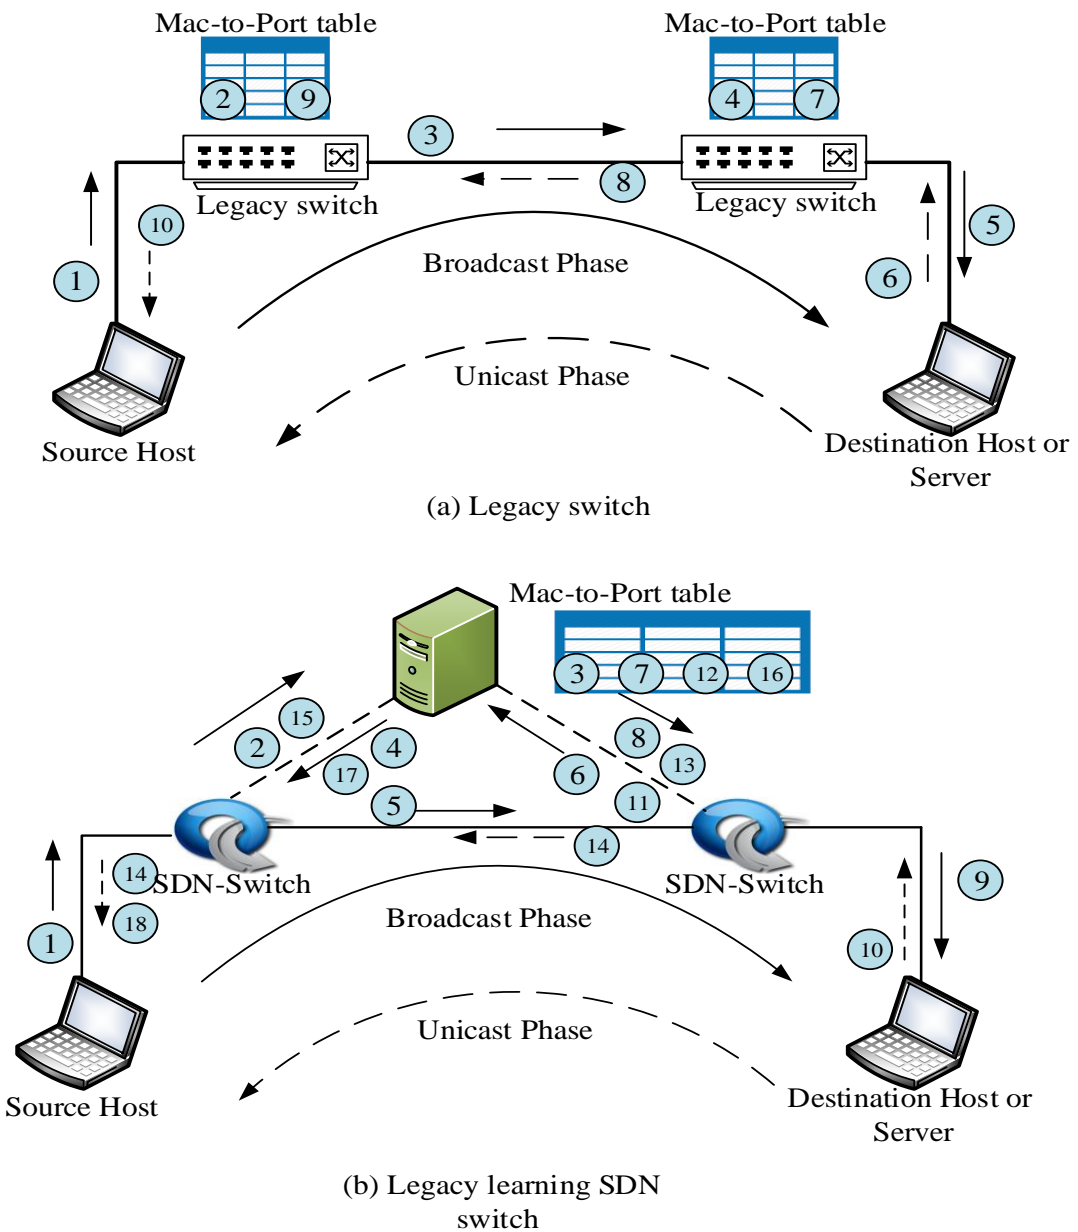 Mac-to-Port table
Mac-to-Port table
2
9
4
7
3
Legacy switch
8
Legacy switch
10
5
1
Broadcast Phase
6
Unicast Phase
Source Host
Destination Host or
Server
(a) Legacy switch
Mac-to-Port table
3
7
12
16
15
2
4
8
17
6
13
5
11
14
14
SDN-Switch
SDN-Switch
9
18
Broadcast Phase
1
10
Unicast Phase
Source Host
Destination Host or
Server
(b) Legacy learning SDN
switch